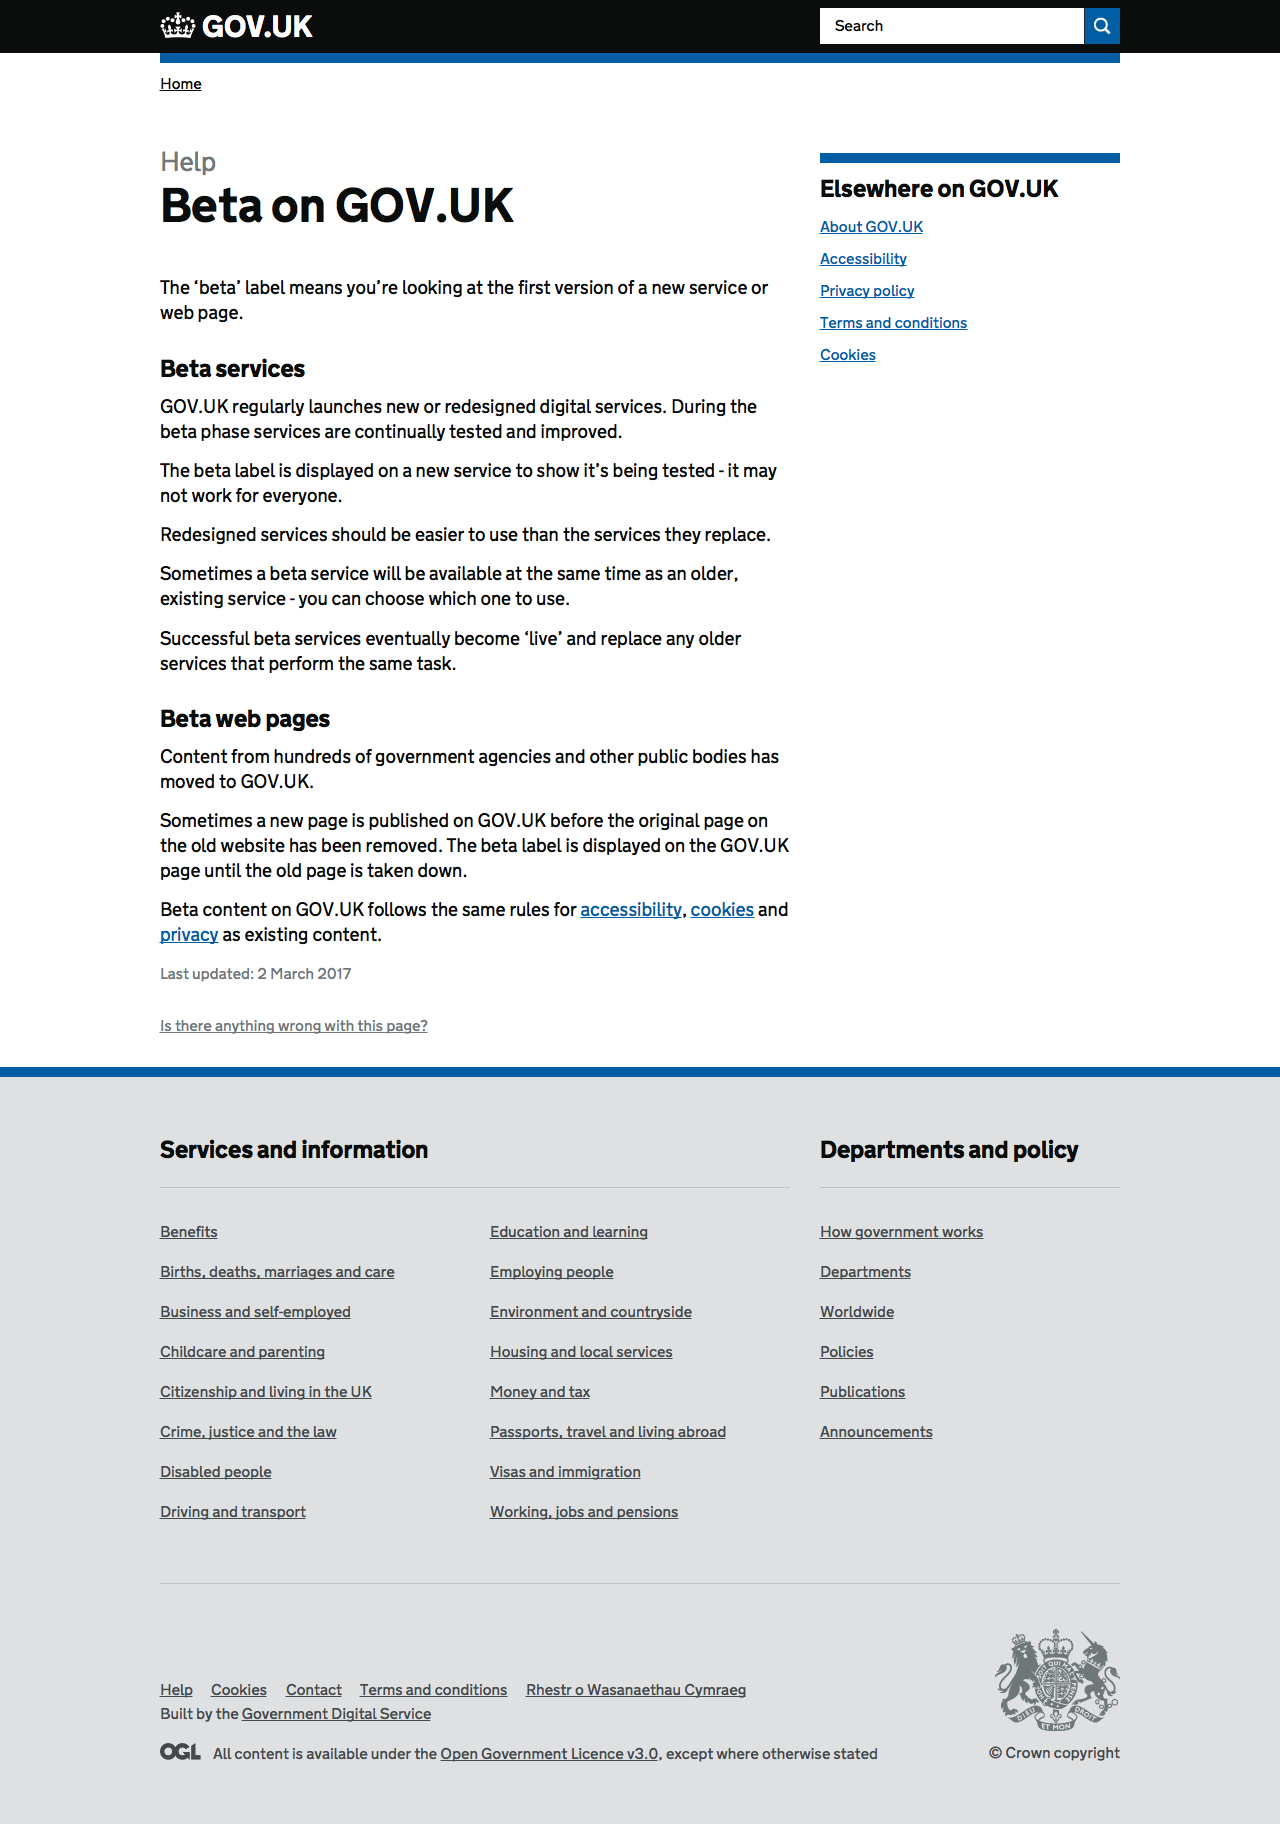 GOV.UK
Search
Home
Help
Beta on GOV.UK
The ‘beta’ label means you’re looking at the first version of a new service or
web page.
Beta services
GOV.UK regularly launches new or redesigned digital services. During the
beta phase services are continually tested and improved.
The beta label is displayed on a new service to show it’s being tested - it may
not work for everyone.
Redesigned services should be easier to use than the services they replace.
Sometimes a beta service will be available at the same time as an older,
existing service - you can choose which one to use.
Successful beta services eventually become ‘live’ and replace any older
services that perform the same task.
Beta web pages
Content from hundreds of government agencies and other public bodies has
moved to GOV.UK.
Sometimes a new page is published on GOV.UK before the original page on
the old website has been removed. The beta label is displayed on the GOV.UK
page until the old page is taken down.
Beta content on GOV.UK follows the same rules for accessibility, cookies and
privacy as existing content.
Last updated: 2 March 2017
Is there anything wrong with this page?
Elsewhere on GOV.UK
About GOV.UK
Accessibility
Privacy policy
Terms and conditions
Cookies
Services and information
Benefits
Births, deaths, marriages and care
Business and self-employed
Childcare and parenting
Citizenship and living in the UK
Crime, justice and the law
Disabled people
Driving and transport
Education and learning
Employing people
Environment and countryside
Housing and local services
Money and tax
Passports, travel and living abroad
Visas and immigration
Working, jobs and pensions
Departments and policy
How government works
Departments
Worldwide
Policies
Publications
Announcements
Help Cookies Contact Terms and conditions Rhestr o Wasanaethau Cymraeg
Built by the Government Digital Service
OGL All content is available under the Open Government Licence v3.0, except where otherwise stated
DIEU ET MON DROIT
© Crown copyright